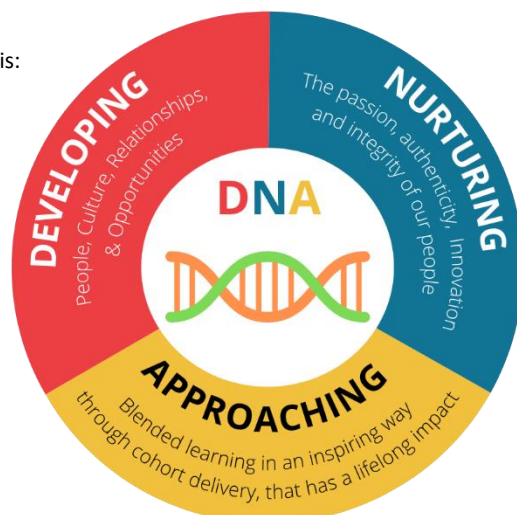 is:
DEVELOPING
People, Culture, Relationships,
& Opportunities
NURTURING
The passion, authenticity, Innovation
and integrity of our people
DNA
APPROACHING
Blended learning in an inspiring way
through cohort delivery, that has a lifelong impact